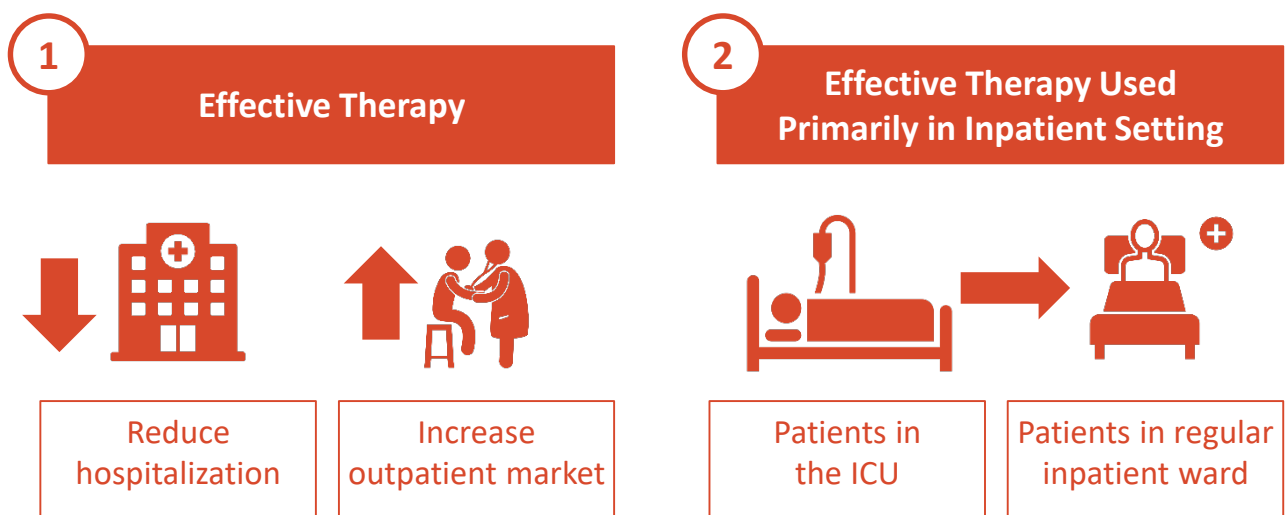 1
Effective Therapy
Reduce
hospitalization
Increase
outpatient market
2
Effective Therapy Used
Primarily in Inpatient Setting
Patients in
the ICU
Patients in regular
inpatient ward